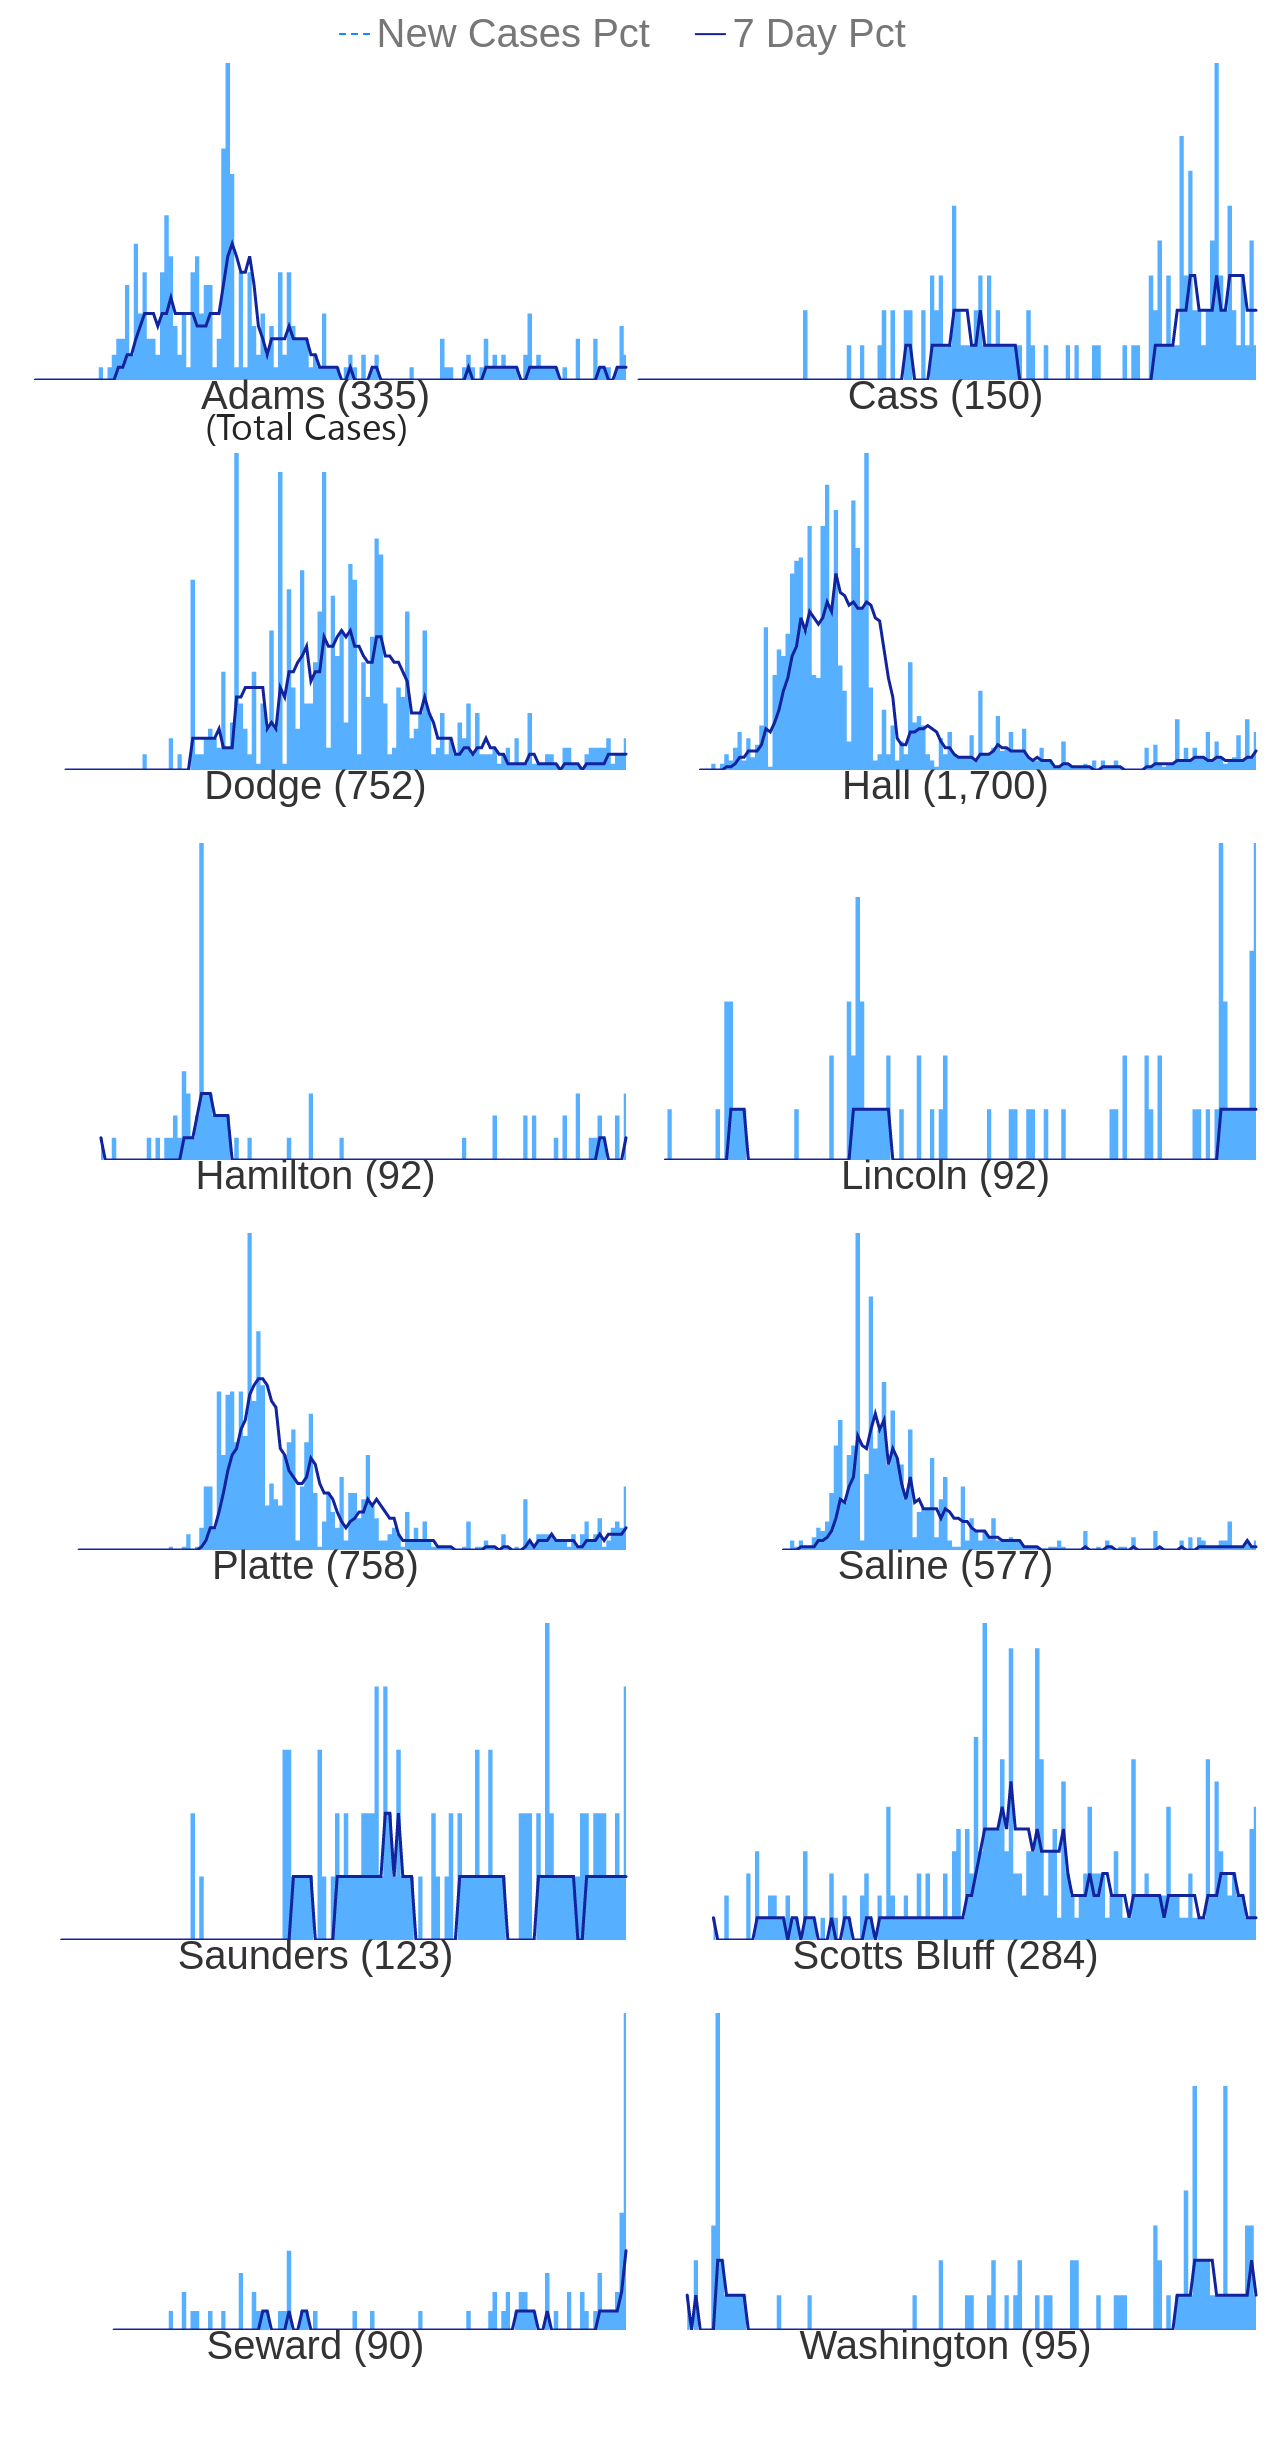 New Cases Pct 7 Day Pct
Adams (335) Cass (150)
(Total Cases)
Dodge (752) Hall (1,700)
Hamilton (92) Lincoln (92)
Platte (758) Saline (577)
Saunders (123) Scotts Bluff (284)
Seward (90) Washington (95)